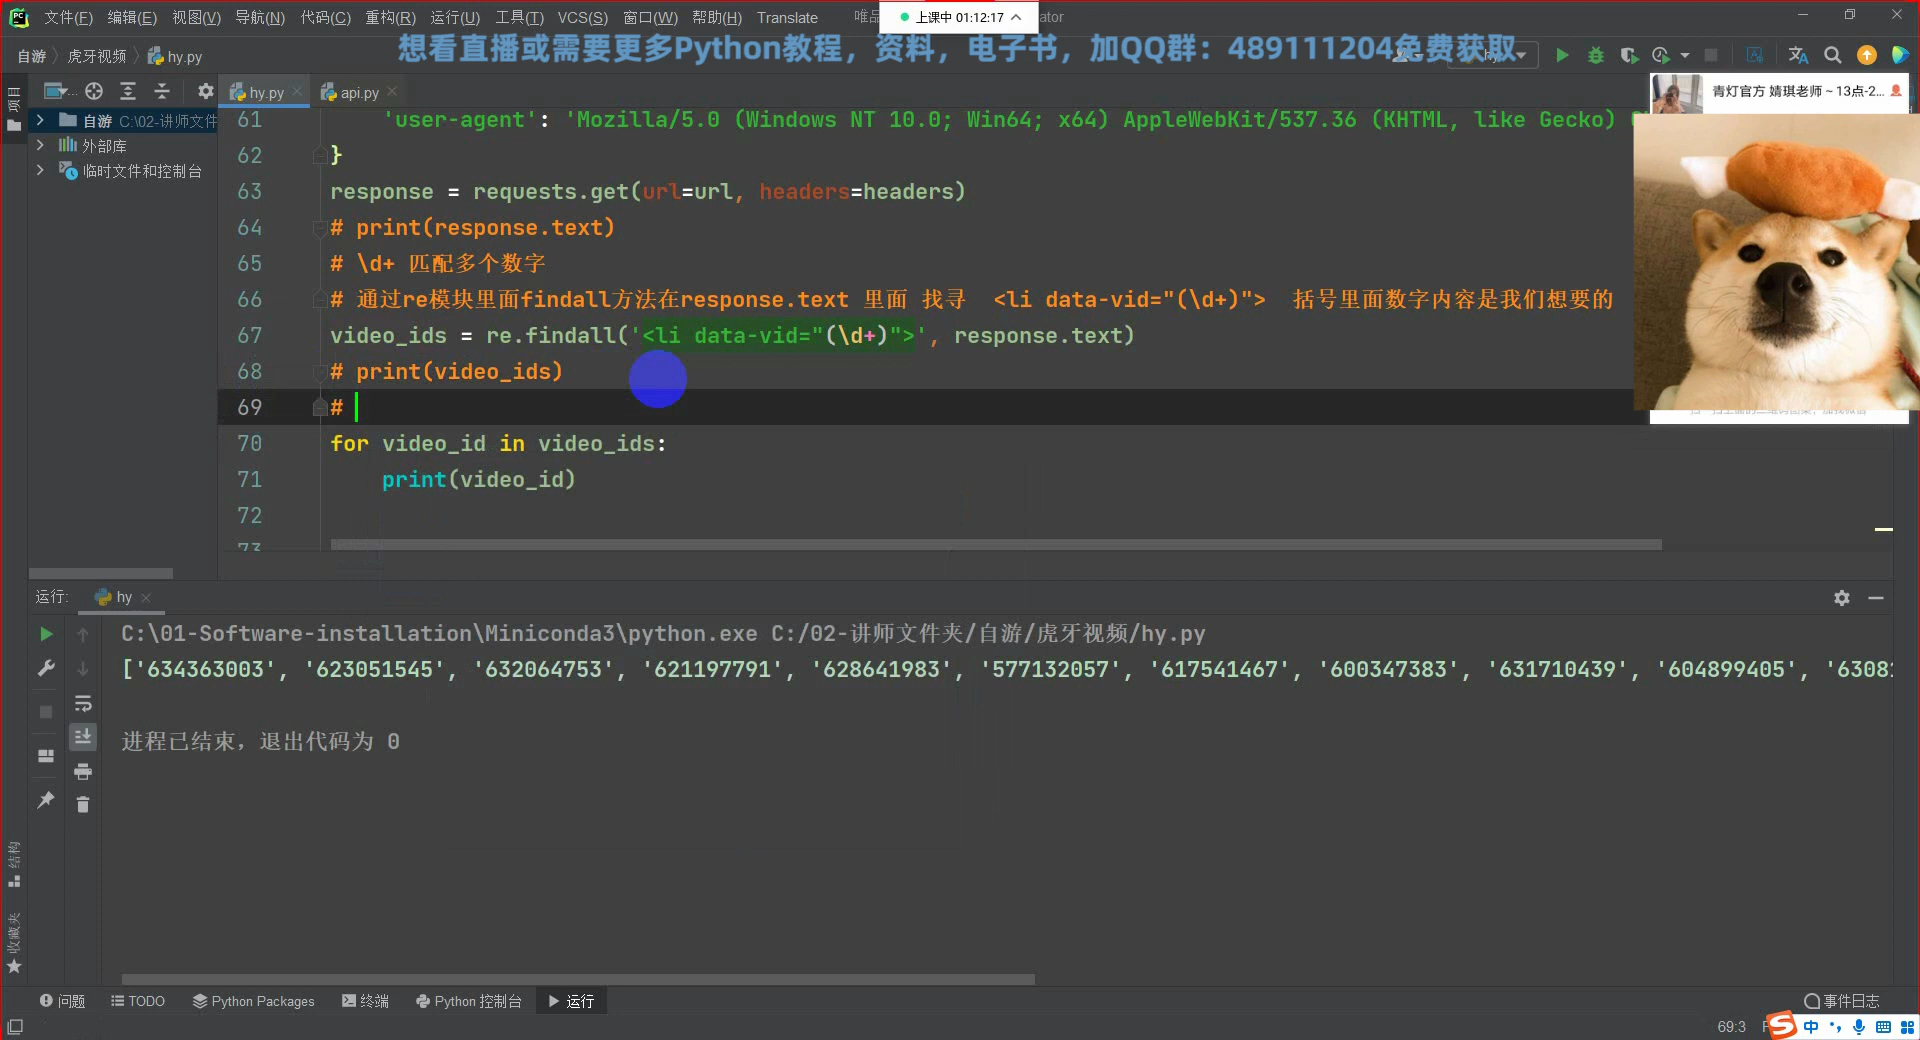 文件(F) 编辑(E) 视图(V) 导航(N) 代码(C) 重构(R) 运行(U) 工具(T) VCS(S) 窗口(W) 帮助(H) Translate
上课中 01:12:17
想看直播或需要更多Python教程，资料，电子书，加QQ群：489111204免费获取
自游 虎牙视频 hy.py
青灯官方 婧琪老师～13点-2...
hy.py api.py
项目
自游 C:\02-讲师文件
外部库
临时文件和控制台
61 'user-agent': 'Mozilla/5.0 (Windows NT 10.0; Win64; x64) AppleWebKit/537.36 (KHTML, like Gecko)
62 }
63 response = requests.get(url=url, headers=headers)
64 # print(response.text)
65 # \d+ 匹配多个数字
66 # 通过re模块里面findall方法在response.text 里面 找寻  <li data-vid="(\d+)">  括号里面数字内容是我们想要的
67 video_ids = re.findall('<li data-vid="(\d+)">', response.text)
68 # print(video_ids)
69 #
70 for video_id in video_ids:
71 print(video_id)
72
73
运行: hy
C:\01-Software-installation\Miniconda3\python.exe C:/02-讲师文件夹/自游/虎牙视频/hy.py
['634363003', '623051545', '632064753', '621197791', '628641983', '577132057', '617541467', '600347383', '631710439', '604899405', '6308
进程已结束，退出代码为 0
结构
收藏夹
问题 TODO Python Packages 终端 Python 控制台 运行
事件日志
69:3
中